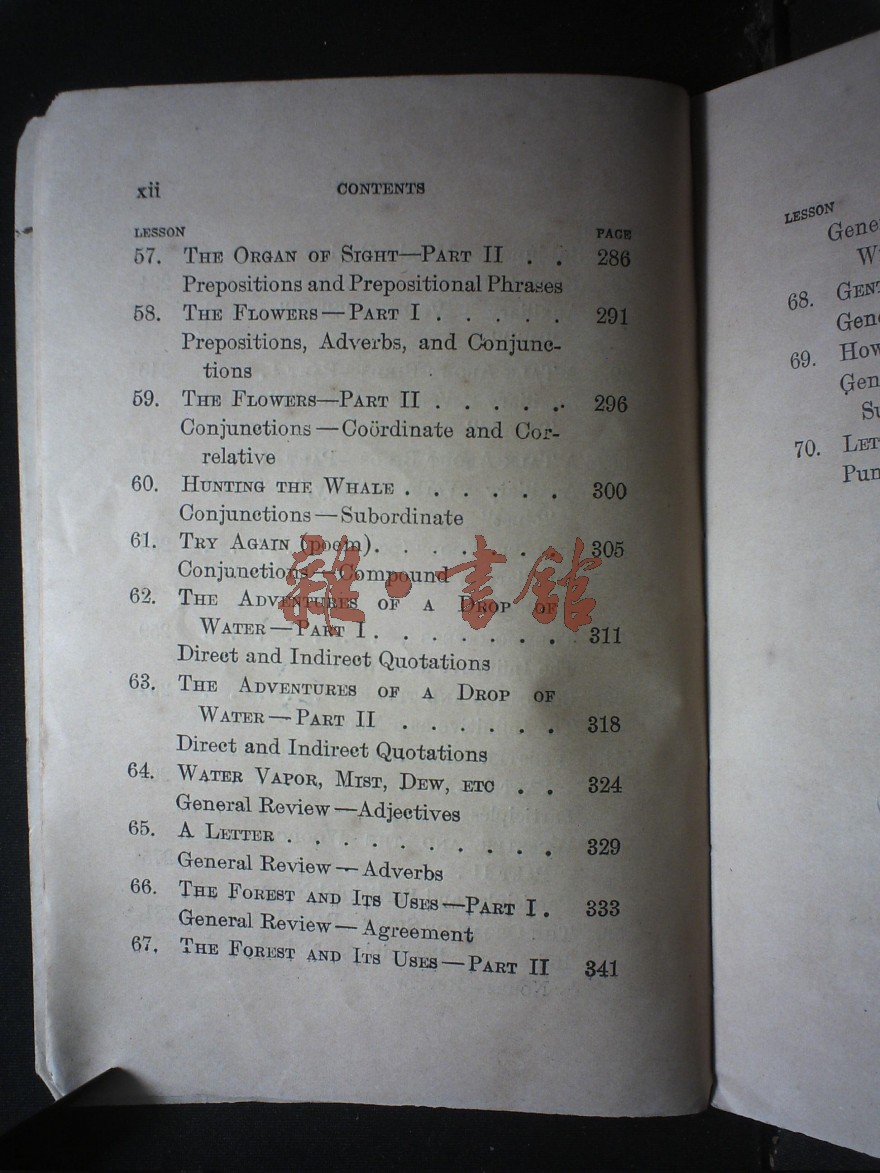 xii CONTENTS
LESSON PAGE
57. THE ORGAN OF SIGHT—PART II . . 286
Prepositions and Prepositional Phrases
58. THE FLOWERS—PART I . . . . . 291
Prepositions, Adverbs, and Conjunc-
tions
59. THE FLOWERS—PART II . . . . . 296
Conjunctions—Coördinate and Cor-
relative
60. HUNTING THE WHALE . . . . . . 300
Conjunctions—Subordinate
61. TRY AGAIN (poem) . . . . . . . 305
Conjunctions—Compound
62. THE ADVENTURES OF A DROP OF
WATER—PART I . . . . . . . 311
Direct and Indirect Quotations
63. THE ADVENTURES OF A DROP OF
WATER—PART II . . . . . . 318
Direct and Indirect Quotations
64. WATER VAPOR, MIST, DEW, ETC . . 324
General Review—Adjectives
65. A LETTER . . . . . . . . . . 329
General Review—Adverbs
66. THE FOREST AND ITS USES—PART I . 333
General Review—Agreement
67. THE FOREST AND ITS USES—PART II 341
雜·書館
LESSON
68.
69. HOW
70.